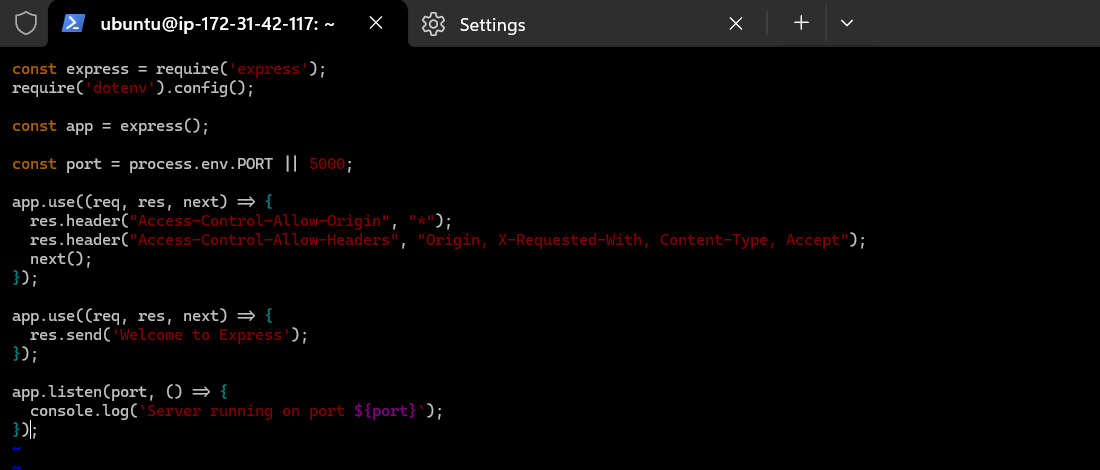 ubuntu@ip-172-31-42-117: ~
Settings
const express = require('express');
require('dotenv').config();
const app = express();
const port = process.env.PORT || 5000;
app.use((req, res, next) => {
  res.header("Access-Control-Allow-Origin", "*");
  res.header("Access-Control-Allow-Headers", "Origin, X-Requested-With, Content-Type, Accept");
  next();
});
app.use((req, res, next) => {
  res.send('Welcome to Express');
});
app.listen(port, () => {
  console.log(`Server running on port ${port}`);
});
~
~